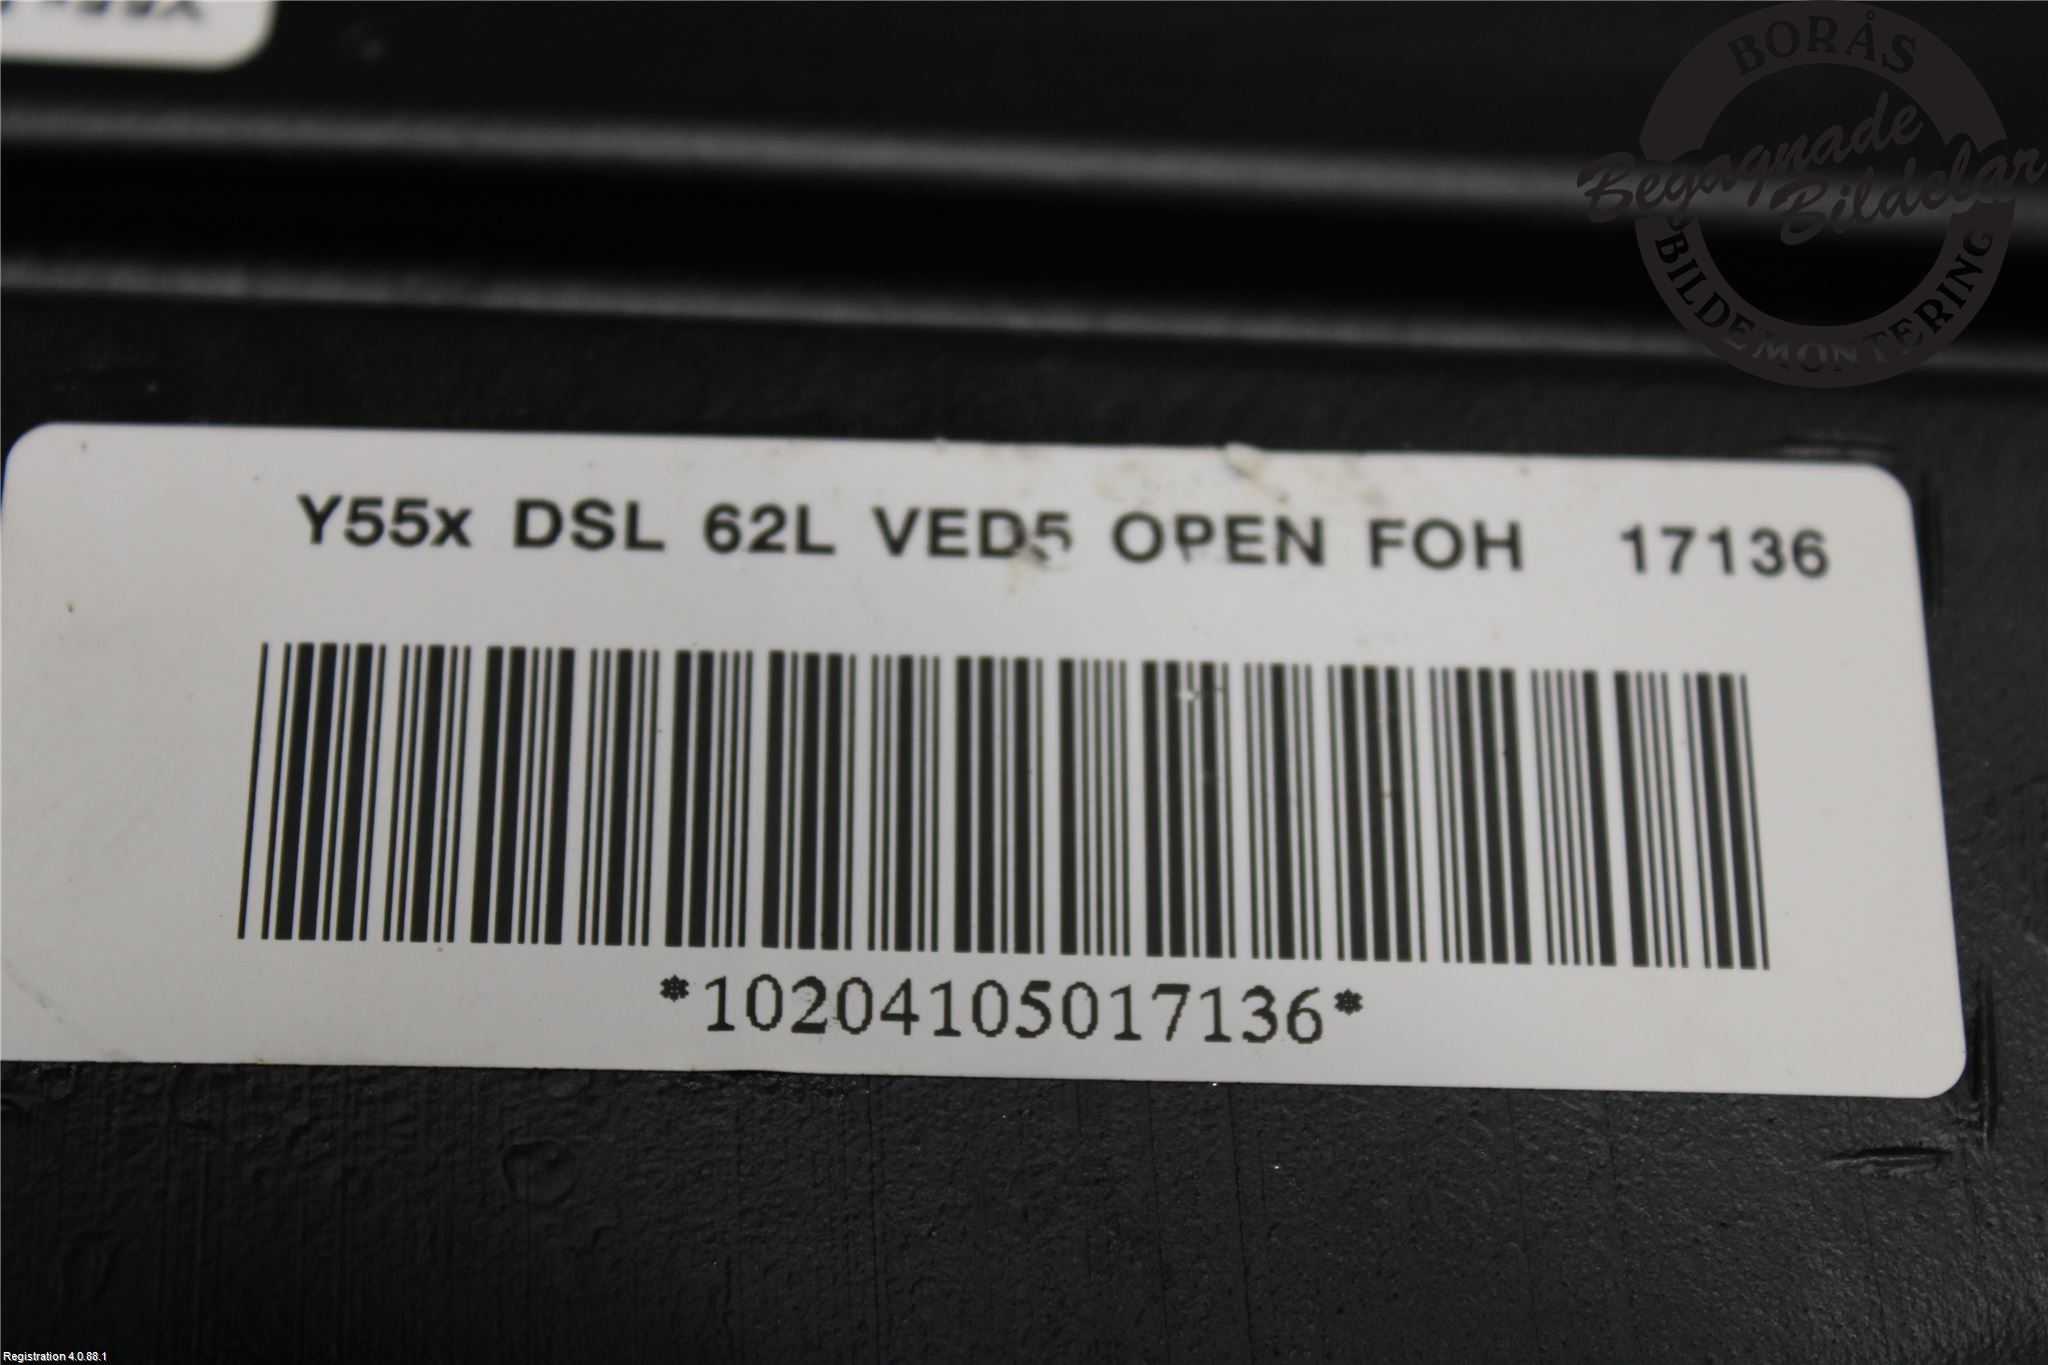 BORÅS
Begagnade
Bildelar
BILDEMONTERING
Y55x DSL 62L VED5 OPEN FOH 17136
*10204105017136*
Registration 4.0.88.1